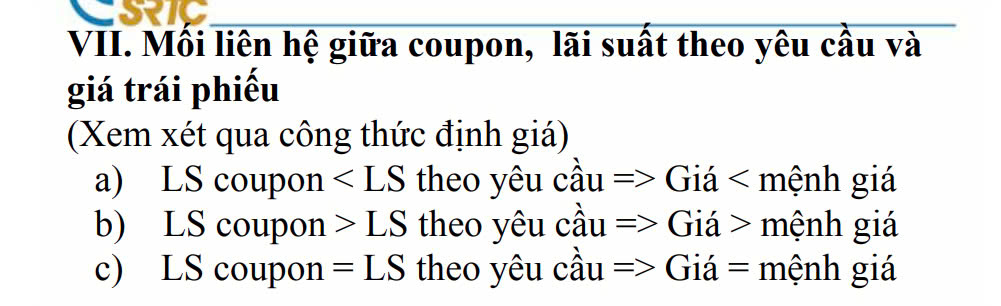 SRTC
VII. Mối liên hệ giữa coupon, lãi suất theo yêu cầu và
giá trái phiếu
(Xem xét qua công thức định giá)
a) LS coupon < LS theo yêu cầu => Giá < mệnh giá
b) LS coupon > LS theo yêu cầu => Giá > mệnh giá
c) LS coupon = LS theo yêu cầu => Giá = mệnh giá